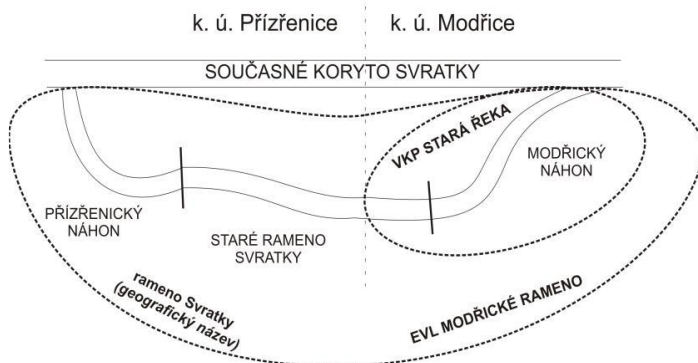 k. ú. Přízřenice
k. ú. Modřice
SOUČASNÉ KORYTO SVRATKY
VKP STARÁ ŘEKA
MODŘICKÝ
NÁHON
PŘÍZŘENICKÝ
NÁHON
STARÉ RAMENO
SVRATKY
rameno Svratky
(geografický název)
EVL MODŘICKÉ RAMENO